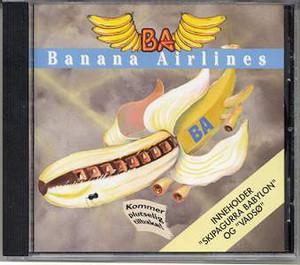 BA
Banana Airlines
BA
Kommer
plutselig
tilbake!
INNEHOLDER
"SKIPAGURRA BABYLON"
OG "VADSØ"